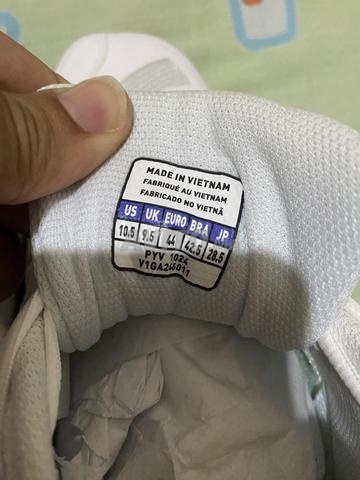 MADE IN VIETNAM
FABRIQUÉ AU VIETNAM
FABRICADO NO VIETNÃ
US UK EURO BRA JP
10.5 9.5 44 42.5 28.5
PYV 1024
V1GA246011